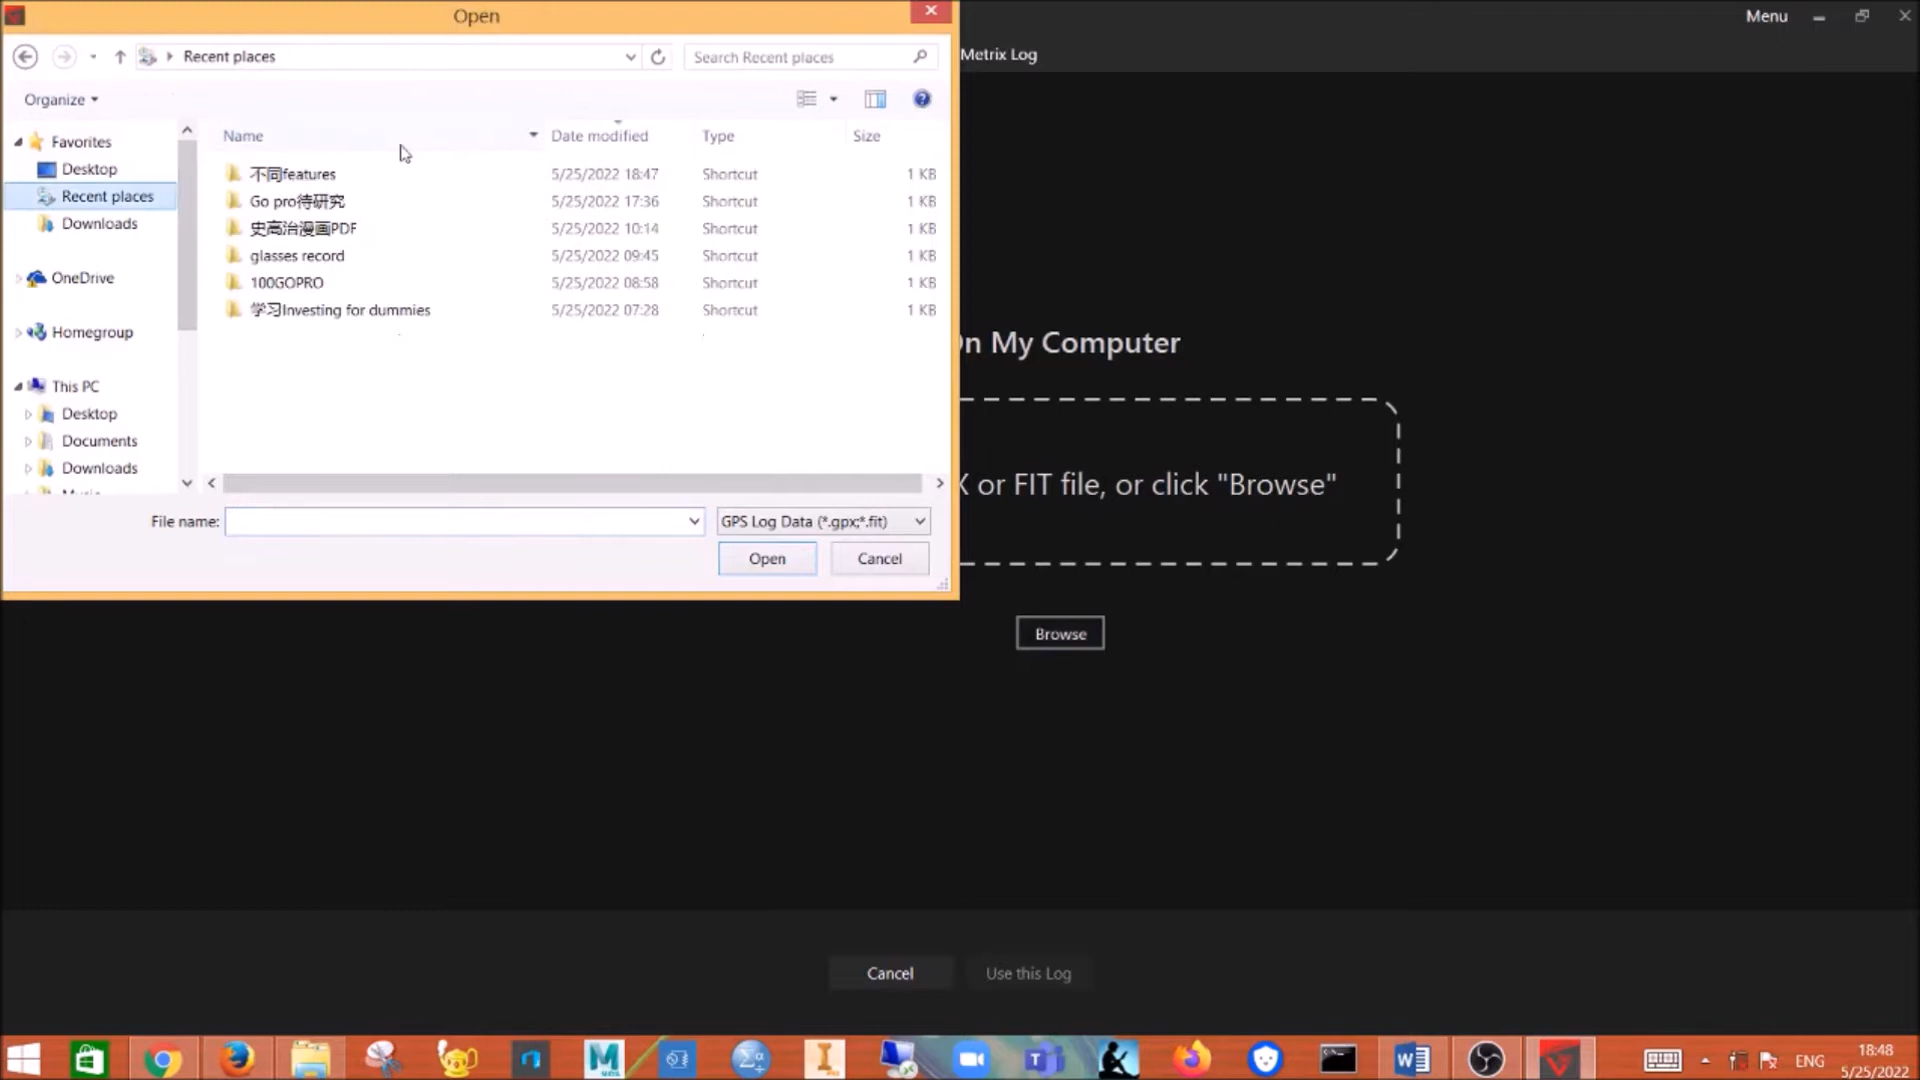 Open
Menu
Recent places
Search Recent places
Metrix Log
Organize
Name Date modified Type Size
Favorites
Desktop
Recent places
Downloads
OneDrive
Homegroup
This PC
Desktop
Documents
Downloads
不同features 5/25/2022 18:47 Shortcut 1 KB
Go pro待研究 5/25/2022 17:36 Shortcut 1 KB
史高治漫画PDF 5/25/2022 10:14 Shortcut 1 KB
glasses record 5/25/2022 09:45 Shortcut 1 KB
100GOPRO 5/25/2022 08:58 Shortcut 1 KB
学习Investing for dummies 5/25/2022 07:28 Shortcut 1 KB
File name:
GPS Log Data (*.gpx;*.fit)
Open Cancel
On My Computer
X or FIT file, or click "Browse"
Browse
Cancel Use this Log
ENG
18:48
5/25/2022